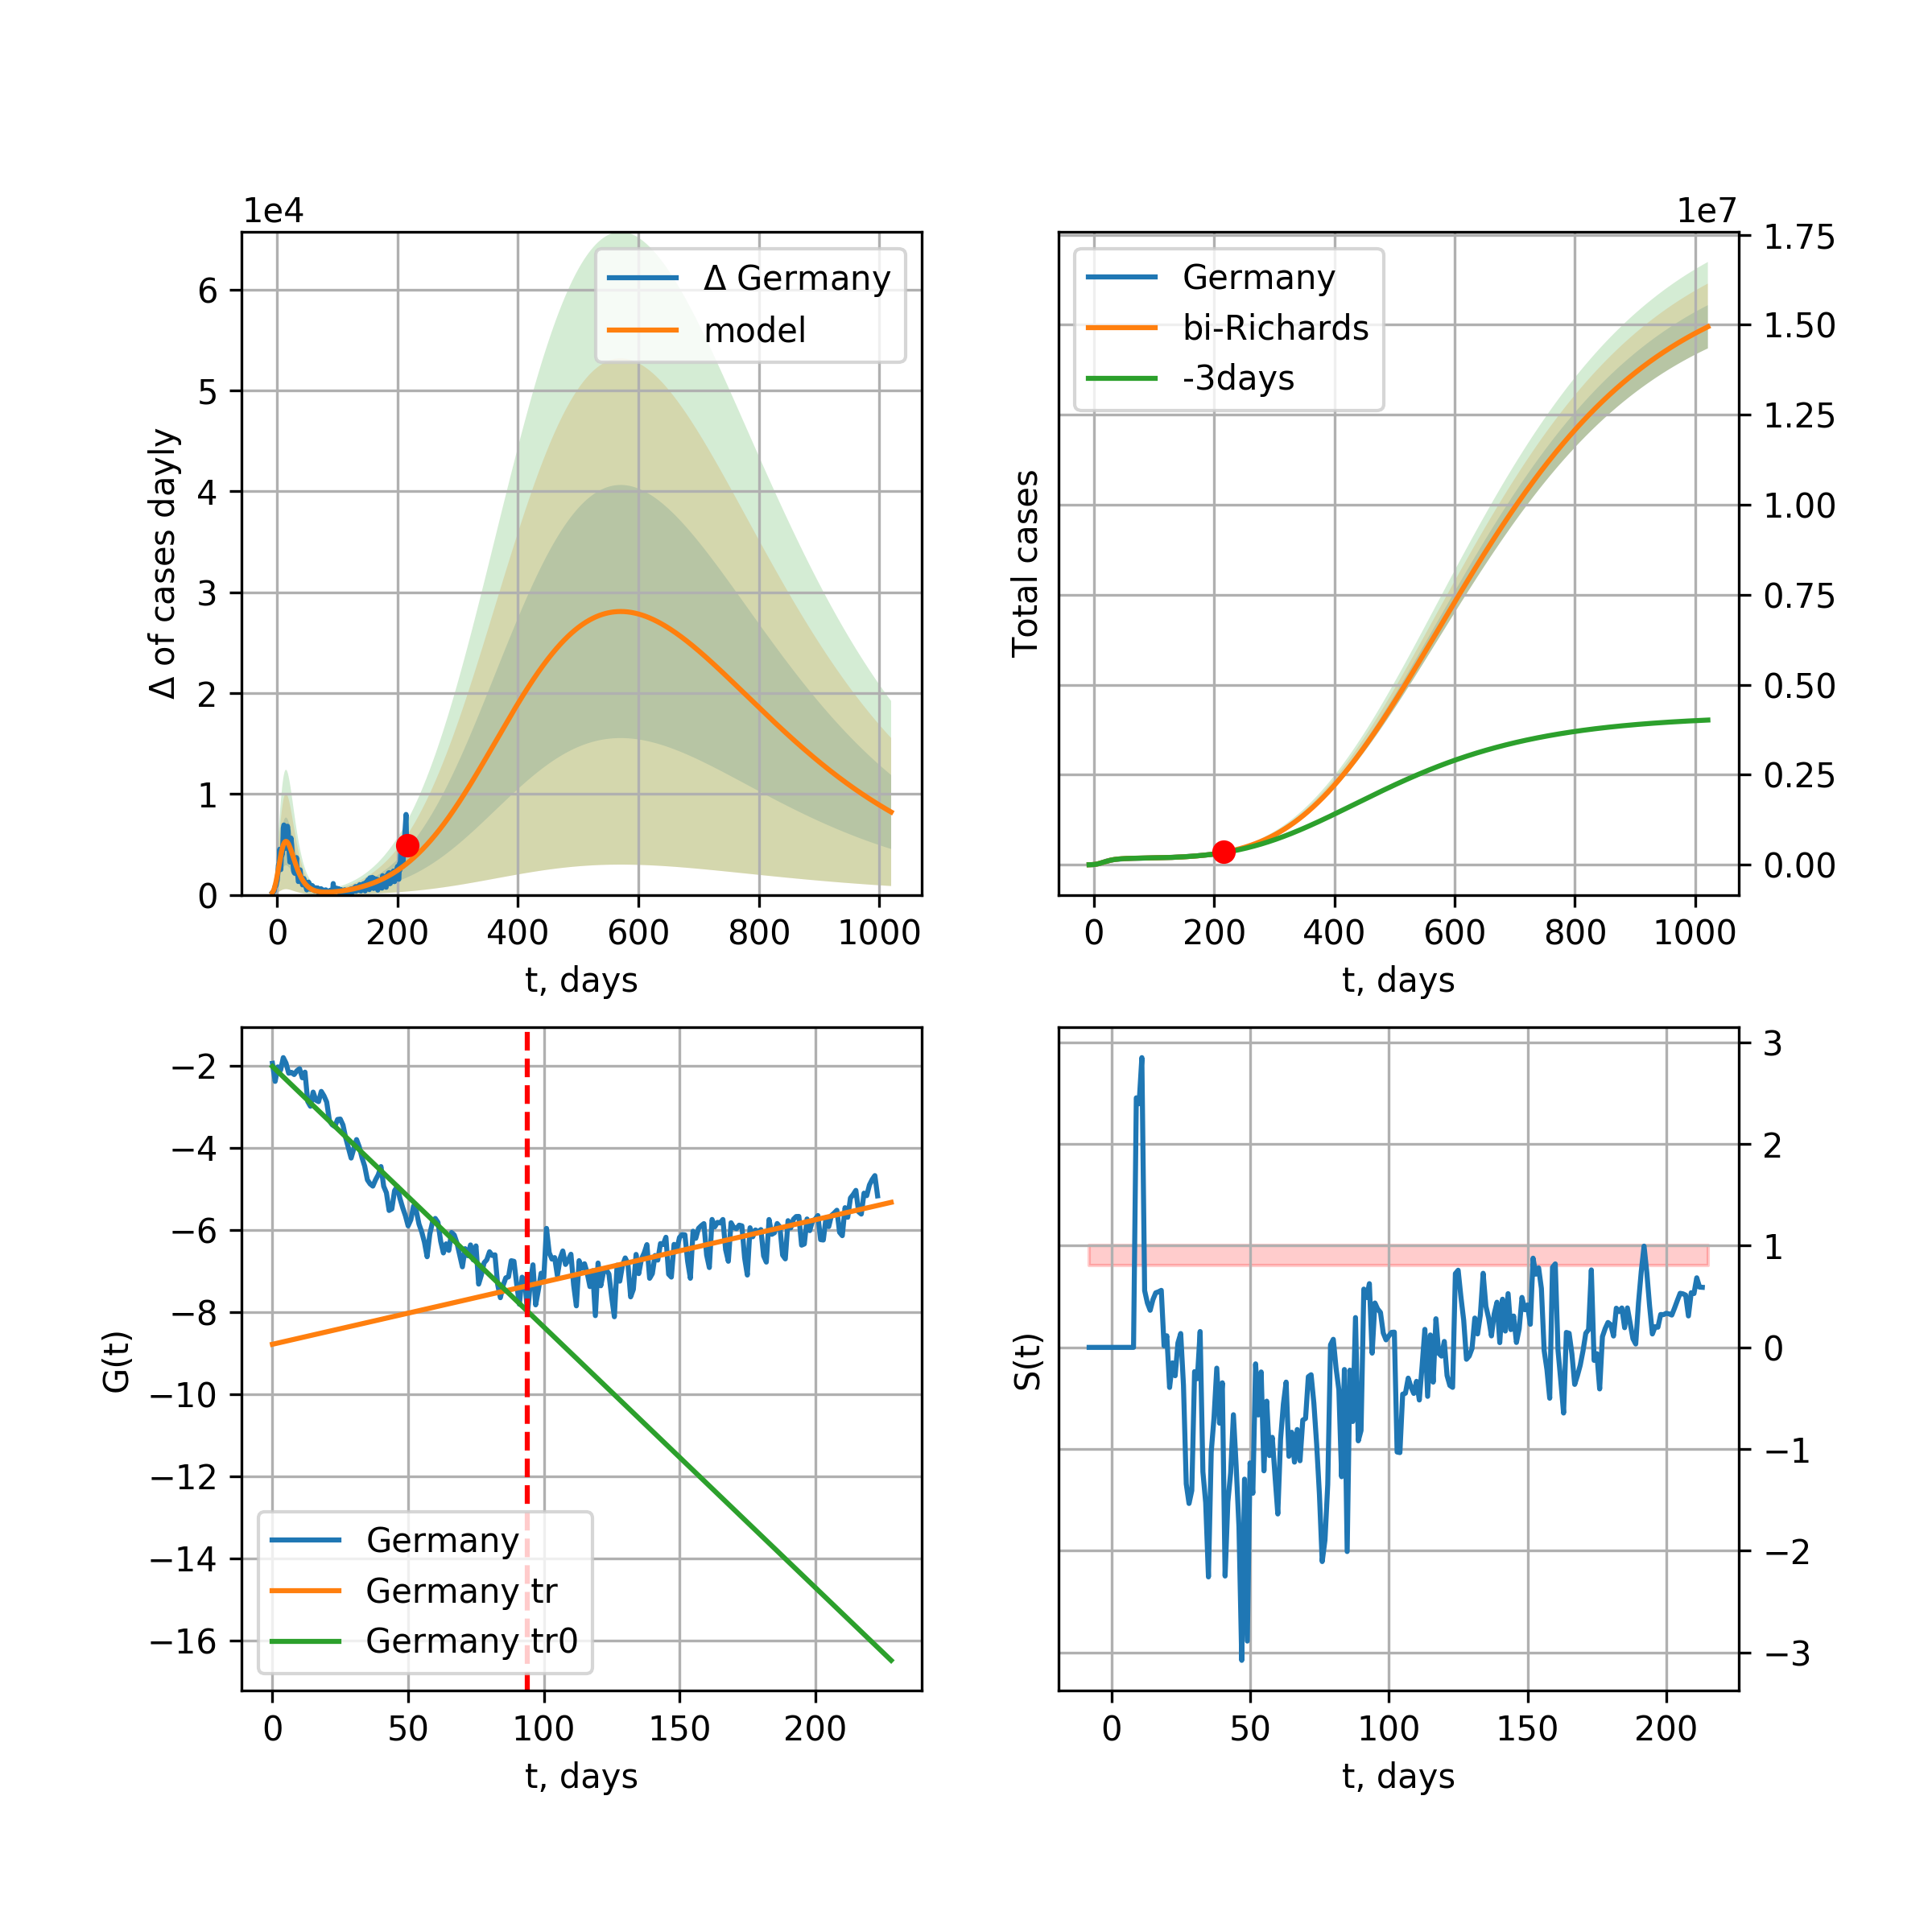 1e4
6
5
4
3
2
1
0
Δ of cases dayly
Δ Germany
model
0 200 400 600 800 1000
t, days
1e7
1.75
1.50
1.25
1.00
0.75
0.50
0.25
0.00
Total cases
Germany
bi-Richards
-3days
0 200 400 600 800 1000
t, days
−2
−4
−6
−8
−10
−12
−14
−16
G(t)
Germany
Germany tr
Germany tr0
0 50 100 150 200
t, days
3
2
1
0
−1
−2
−3
S(t)
0 50 100 150 200
t, days